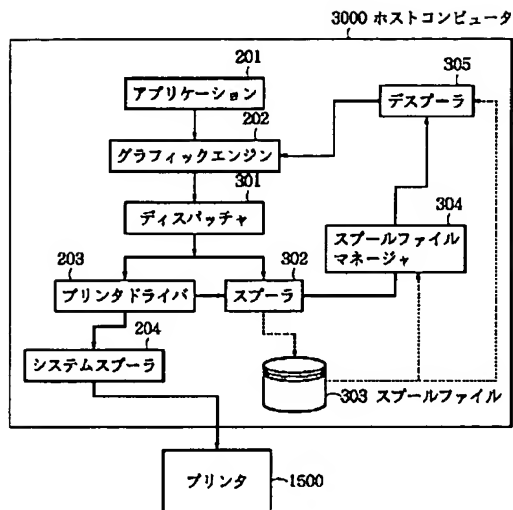 3000 ホストコンピュータ
201
アプリケーション
305
デスプーラ
202
グラフィックエンジン
301
ディスパッチャ
304
スプールファイル
マネージャ
203
プリンタドライバ
302
スプーラ
204
システムスプーラ
303 スプールファイル
プリンタ
1500